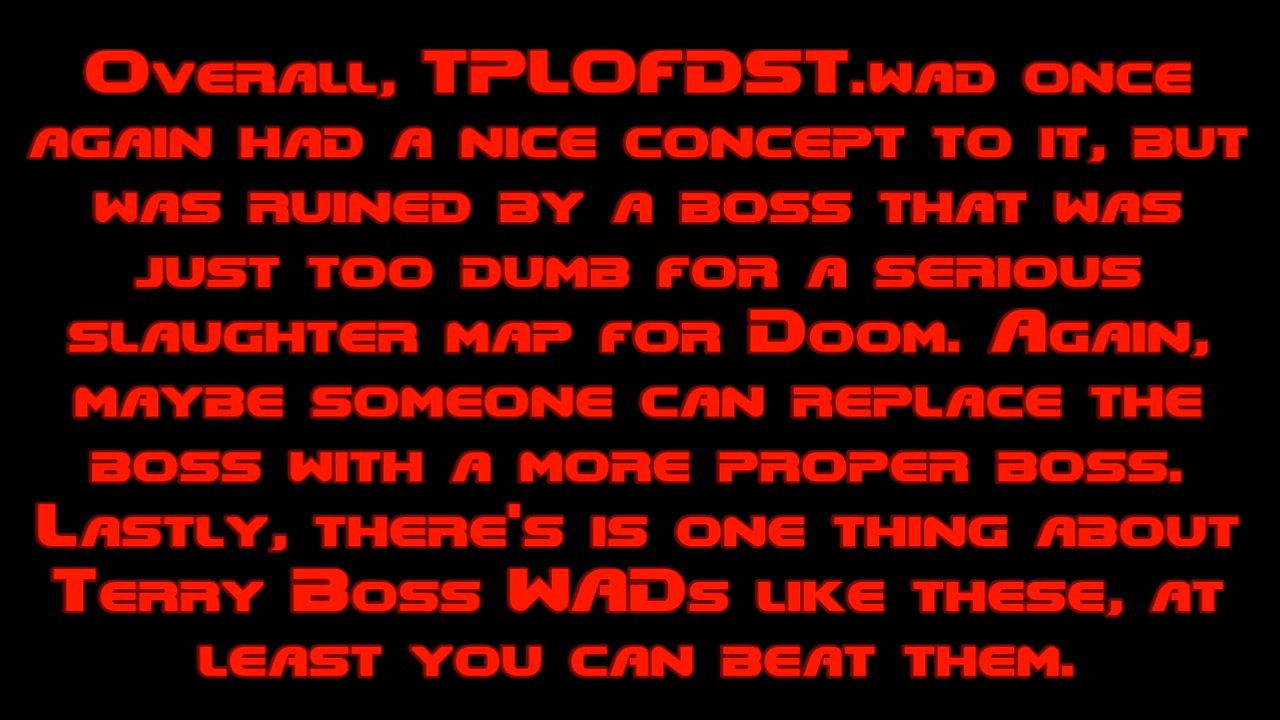 Overall, TPLOFDST.wad once
again had a nice concept to it, but
was ruined by a boss that was
just too dumb for a serious
slaughter map for Doom. Again,
maybe someone can replace the
boss with a more proper boss.
Lastly, there's is one thing about
Terry Boss WADs like these, at
least you can beat them.